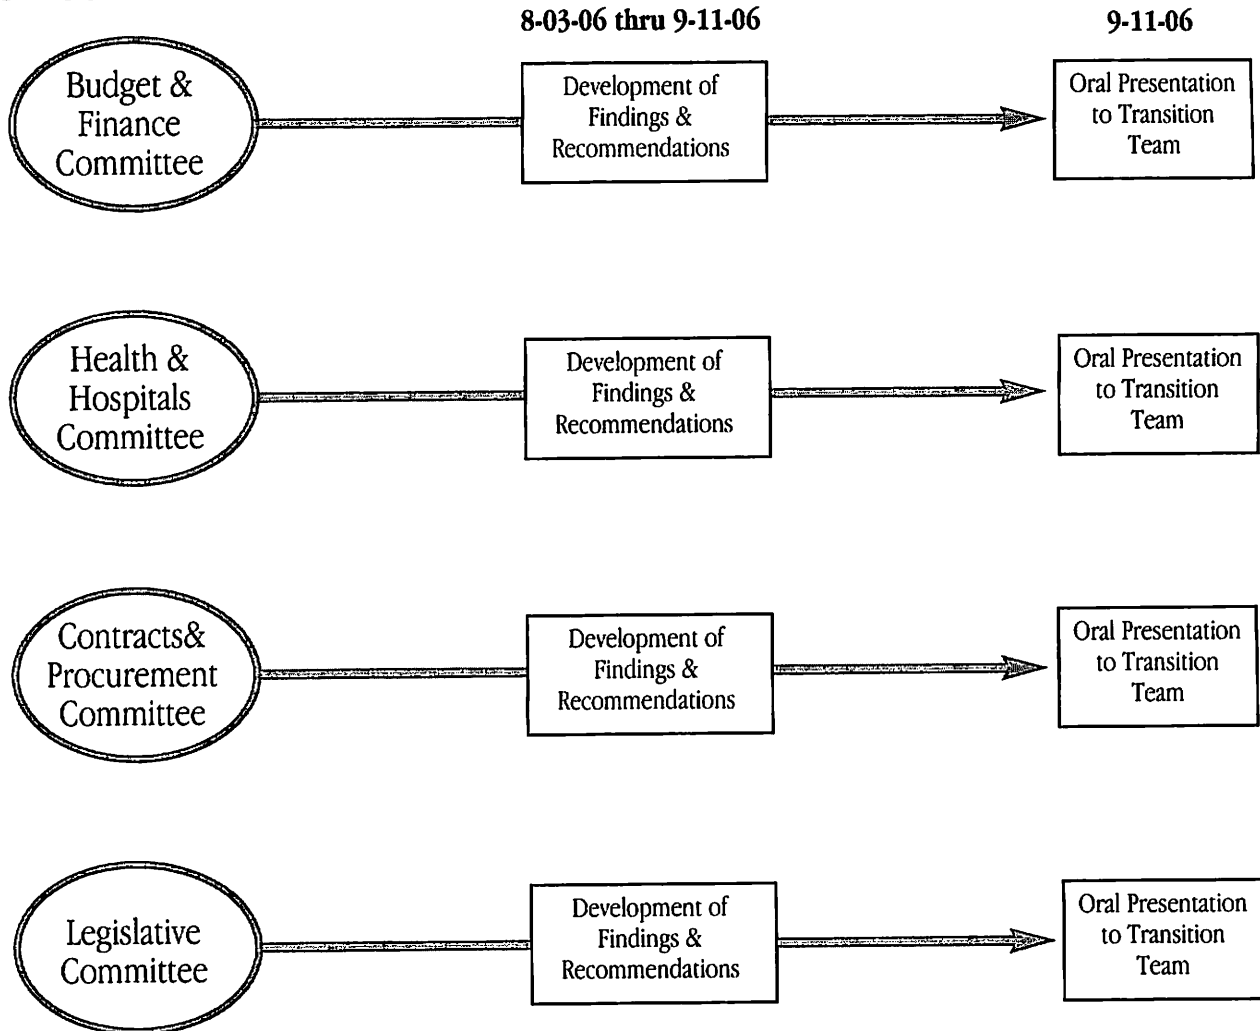 8-03-06 thru 9-11-06
9-11-06
Budget &
Finance
Committee
Development of
Findings &
Recommendations
Oral Presentation
to Transition
Team
Health &
Hospitals
Committee
Development of
Findings &
Recommendations
Oral Presentation
to Transition
Team
Contracts&
Procurement
Committee
Development of
Findings &
Recommendations
Oral Presentation
to Transition
Team
Legislative
Committee
Development of
Findings &
Recommendations
Oral Presentation
to Transition
Team